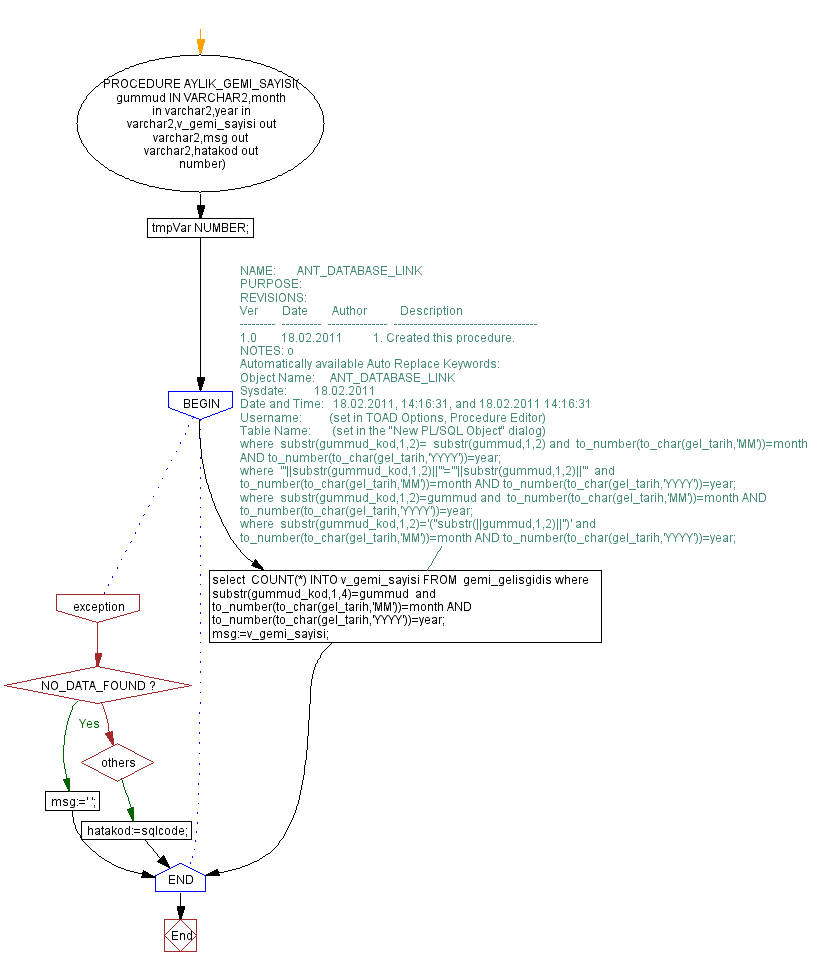 PROCEDURE AYLIK_GEMI_SAYISI(
gummud IN VARCHAR2,month
in varchar2,year in
varchar2,v_gemi_sayisi out
varchar2,msg out
varchar2,hatakod out
number)
tmpVar NUMBER;
NAME: ANT_DATABASE_LINK
PURPOSE:
REVISIONS:
Ver Date Author Description
--------- ---------- --------------- ------------------------------------
1.0 18.02.2011 1. Created this procedure.
NOTES: o
Automatically available Auto Replace Keywords:
Object Name: ANT_DATABASE_LINK
Sysdate: 18.02.2011
Date and Time: 18.02.2011, 14:16:31, and 18.02.2011 14:16:31
Username: (set in TOAD Options, Procedure Editor)
Table Name: (set in the "New PL/SQL Object" dialog)
where substr(gummud_kod,1,2)= substr(gummud,1,2) and to_number(to_char(gel_tarih,'MM'))=month
AND to_number(to_char(gel_tarih,'YYYY'))=year;
where '"||substr(gummud_kod,1,2)||"'='"||substr(gummud,1,2)||"' and
to_number(to_char(gel_tarih,'MM'))=month AND to_number(to_char(gel_tarih,'YYYY'))=year;
where substr(gummud_kod,1,2)=gummud and to_number(to_char(gel_tarih,'MM'))=month AND
to_number(to_char(gel_tarih,'YYYY'))=year;
where substr(gummud_kod,1,2)='("substr(||gummud,1,2)||")' and
to_number(to_char(gel_tarih,'MM'))=month AND to_number(to_char(gel_tarih,'YYYY'))=year;
BEGIN
select COUNT(*) INTO v_gemi_sayisi FROM gemi_gelisgidis where
substr(gummud_kod,1,4)=gummud and
to_number(to_char(gel_tarih,'MM'))=month AND
to_number(to_char(gel_tarih,'YYYY'))=year;
msg:=v_gemi_sayisi;
exception
NO_DATA_FOUND ?
Yes
others
msg:=' ';
hatakod:=sqlcode;
END
End